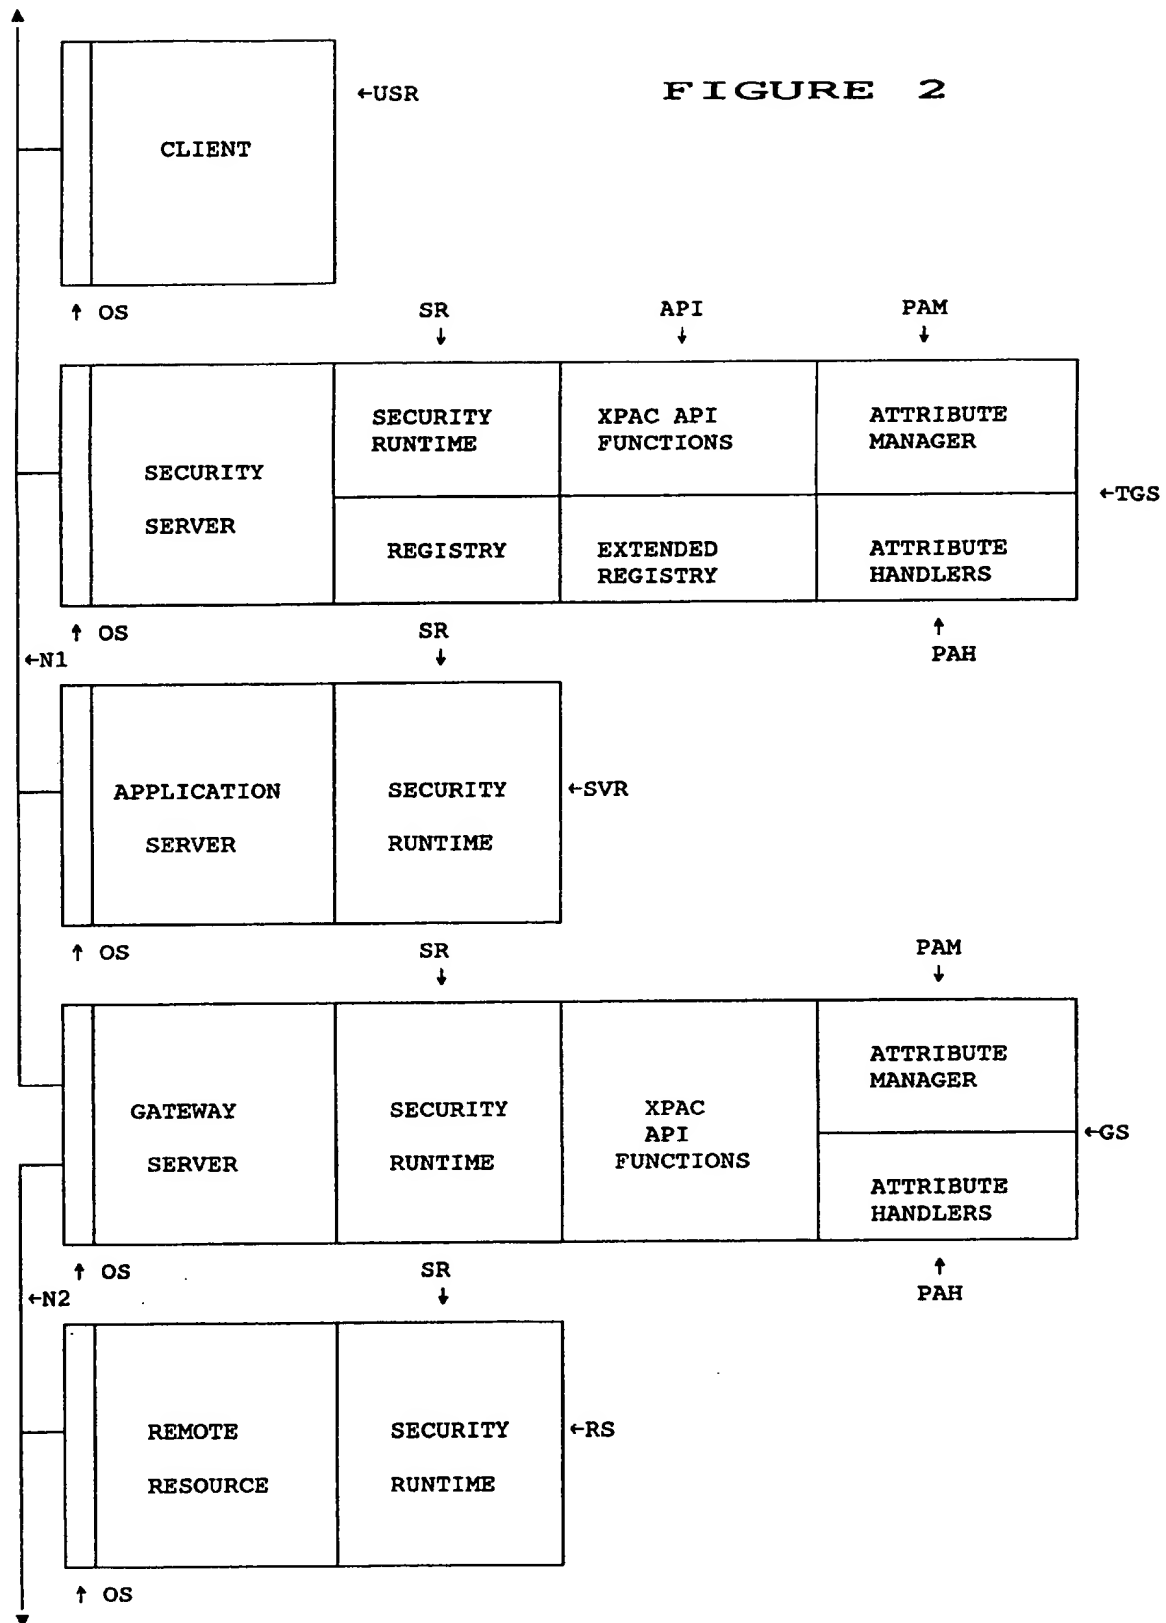 FIGURE 2
←USR
CLIENT
↑ OS
SR
↓
API
↓
PAM
↓
SECURITY
SERVER
SECURITY
RUNTIME
XPAC API
FUNCTIONS
ATTRIBUTE
MANAGER
←TGS
REGISTRY
EXTENDED
REGISTRY
ATTRIBUTE
HANDLERS
↑ OS
SR
↓
↑
PAH
←N1
APPLICATION
SERVER
SECURITY
RUNTIME
←SVR
↑ OS
SR
↓
PAM
↓
GATEWAY
SERVER
SECURITY
RUNTIME
XPAC
API
FUNCTIONS
ATTRIBUTE
MANAGER
←GS
ATTRIBUTE
HANDLERS
↑ OS
SR
↓
↑
PAH
←N2
REMOTE
RESOURCE
SECURITY
RUNTIME
←RS
↑ OS